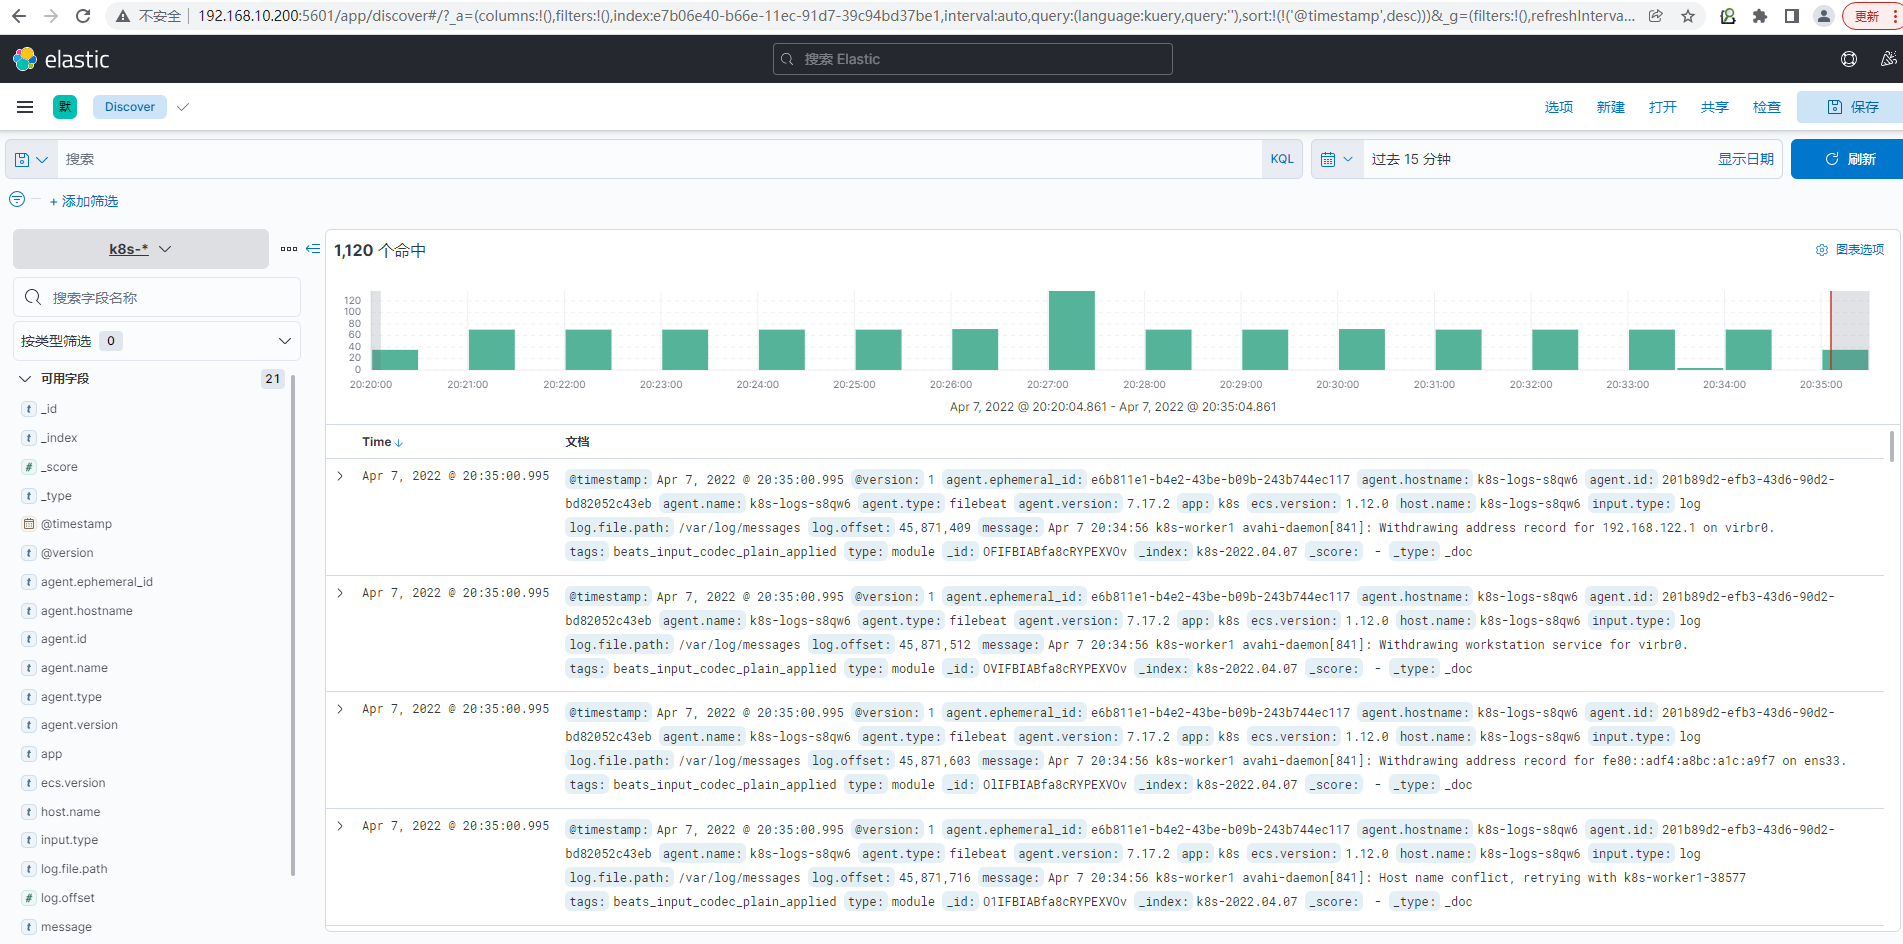 不安全 192.168.10.200:5601/app/discover#/?_a=(columns:!(),filters:!(),index:e7b06e40-b66e-11ec-91d7-39c94bd37be1,interval:auto,query:(language:kuery,query:''),sort:!(!('@timestamp',desc)))&_g=(filters:!(),refreshInterva... 更新
elastic 搜索 Elastic
默 Discover 选项 新建 打开 共享 检查 保存
搜索 KQL 过去 15 分钟 显示日期 刷新
+ 添加筛选
k8s-*
1,120 个命中 图表选项
搜索字段名称
按类型筛选 0
可用字段 21
_id
_index
_score
_type
@timestamp
@version
agent.ephemeral_id
agent.hostname
agent.id
agent.name
agent.type
agent.version
app
ecs.version
host.name
input.type
log.file.path
log.offset
message
120
100
80
60
40
20
0
20:20:00 20:21:00 20:22:00 20:23:00 20:24:00 20:25:00 20:26:00 20:27:00 20:28:00 20:29:00 20:30:00 20:31:00 20:32:00 20:33:00 20:34:00 20:35:00
Apr 7, 2022 @ 20:20:04.861 - Apr 7, 2022 @ 20:35:04.861
Time 文档
Apr 7, 2022 @ 20:35:00.995 @timestamp: Apr 7, 2022 @ 20:35:00.995 @version: 1 agent.ephemeral_id: e6b811e1-b4e2-43be-b09b-243b744ec117 agent.hostname: k8s-logs-s8qw6 agent.id: 201b89d2-efb3-43d6-90d2-
bd82052c43eb agent.name: k8s-logs-s8qw6 agent.type: filebeat agent.version: 7.17.2 app: k8s ecs.version: 1.12.0 host.name: k8s-logs-s8qw6 input.type: log
log.file.path: /var/log/messages log.offset: 45,871,409 message: Apr 7 20:34:56 k8s-worker1 avahi-daemon[841]: Withdrawing address record for 192.168.122.1 on virbr0.
tags: beats_input_codec_plain_applied type: module _id: OFIFBIABfa8cRYPEXVOv _index: k8s-2022.04.07 _score: - _type: _doc
Apr 7, 2022 @ 20:35:00.995 @timestamp: Apr 7, 2022 @ 20:35:00.995 @version: 1 agent.ephemeral_id: e6b811e1-b4e2-43be-b09b-243b744ec117 agent.hostname: k8s-logs-s8qw6 agent.id: 201b89d2-efb3-43d6-90d2-
bd82052c43eb agent.name: k8s-logs-s8qw6 agent.type: filebeat agent.version: 7.17.2 app: k8s ecs.version: 1.12.0 host.name: k8s-logs-s8qw6 input.type: log
log.file.path: /var/log/messages log.offset: 45,871,512 message: Apr 7 20:34:56 k8s-worker1 avahi-daemon[841]: Withdrawing workstation service for virbr0.
tags: beats_input_codec_plain_applied type: module _id: OVIFBIABfa8cRYPEXVOv _index: k8s-2022.04.07 _score: - _type: _doc
Apr 7, 2022 @ 20:35:00.995 @timestamp: Apr 7, 2022 @ 20:35:00.995 @version: 1 agent.ephemeral_id: e6b811e1-b4e2-43be-b09b-243b744ec117 agent.hostname: k8s-logs-s8qw6 agent.id: 201b89d2-efb3-43d6-90d2-
bd82052c43eb agent.name: k8s-logs-s8qw6 agent.type: filebeat agent.version: 7.17.2 app: k8s ecs.version: 1.12.0 host.name: k8s-logs-s8qw6 input.type: log
log.file.path: /var/log/messages log.offset: 45,871,603 message: Apr 7 20:34:56 k8s-worker1 avahi-daemon[841]: Withdrawing address record for fe80::adf4:a8bc:a1c:a9f7 on ens33.
tags: beats_input_codec_plain_applied type: module _id: OlIFBIABfa8cRYPEXVOv _index: k8s-2022.04.07 _score: - _type: _doc
Apr 7, 2022 @ 20:35:00.995 @timestamp: Apr 7, 2022 @ 20:35:00.995 @version: 1 agent.ephemeral_id: e6b811e1-b4e2-43be-b09b-243b744ec117 agent.hostname: k8s-logs-s8qw6 agent.id: 201b89d2-efb3-43d6-90d2-
bd82052c43eb agent.name: k8s-logs-s8qw6 agent.type: filebeat agent.version: 7.17.2 app: k8s ecs.version: 1.12.0 host.name: k8s-logs-s8qw6 input.type: log
log.file.path: /var/log/messages log.offset: 45,871,716 message: Apr 7 20:34:56 k8s-worker1 avahi-daemon[841]: Host name conflict, retrying with k8s-worker1-38577
tags: beats_input_codec_plain_applied type: module _id: O1IFBIABfa8cRYPEXVOv _index: k8s-2022.04.07 _score: - _type: _doc